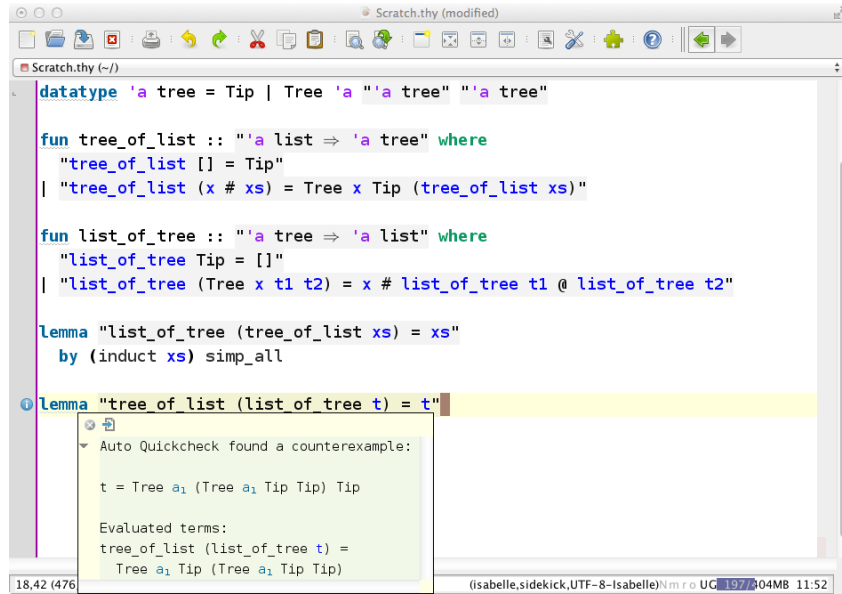 Scratch.thy (modified)
Scratch.thy (~/)
datatype 'a tree = Tip | Tree 'a "'a tree" "'a tree"
fun tree_of_list :: "'a list ⇒ 'a tree" where
"tree_of_list [] = Tip"
| "tree_of_list (x # xs) = Tree x Tip (tree_of_list xs)"
fun list_of_tree :: "'a tree ⇒ 'a list" where
"list_of_tree Tip = []"
| "list_of_tree (Tree x t1 t2) = x # list_of_tree t1 @ list_of_tree t2"
lemma "list_of_tree (tree_of_list xs) = xs"
by (induct xs) simp_all
lemma "tree_of_list (list_of_tree t) = t"
Auto Quickcheck found a counterexample:
t = Tree a₁ (Tree a₁ Tip Tip) Tip
Evaluated terms:
tree_of_list (list_of_tree t) =
Tree a₁ Tip (Tree a₁ Tip Tip)
18,42 (476 (isabelle,sidekick,UTF-8-Isabelle)N m r o UG 197/404MB 11:52